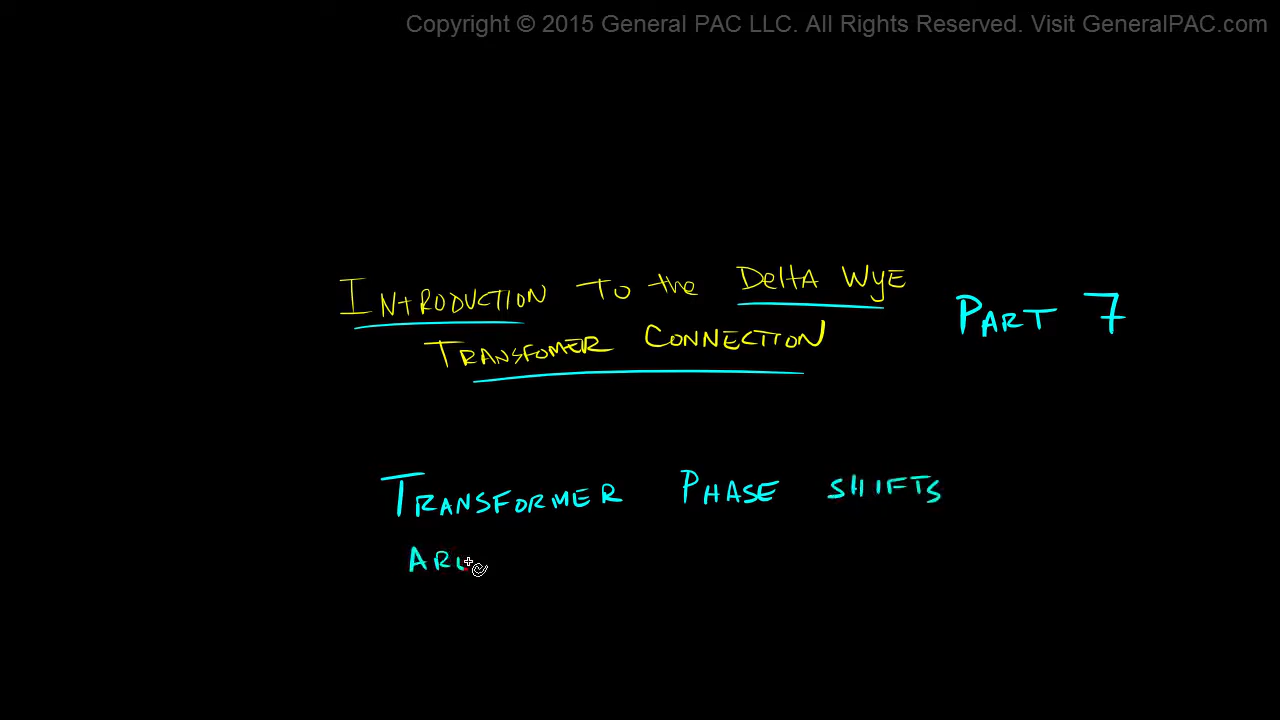 Copyright © 2015 General PAC LLC. All Rights Reserved. Visit GeneralPAC.com
INTRODUCTION TO the DeltA WyE
TRANSFOMER CONNECTION
PART 7
TRANSFORMER PHASE SHIFTS